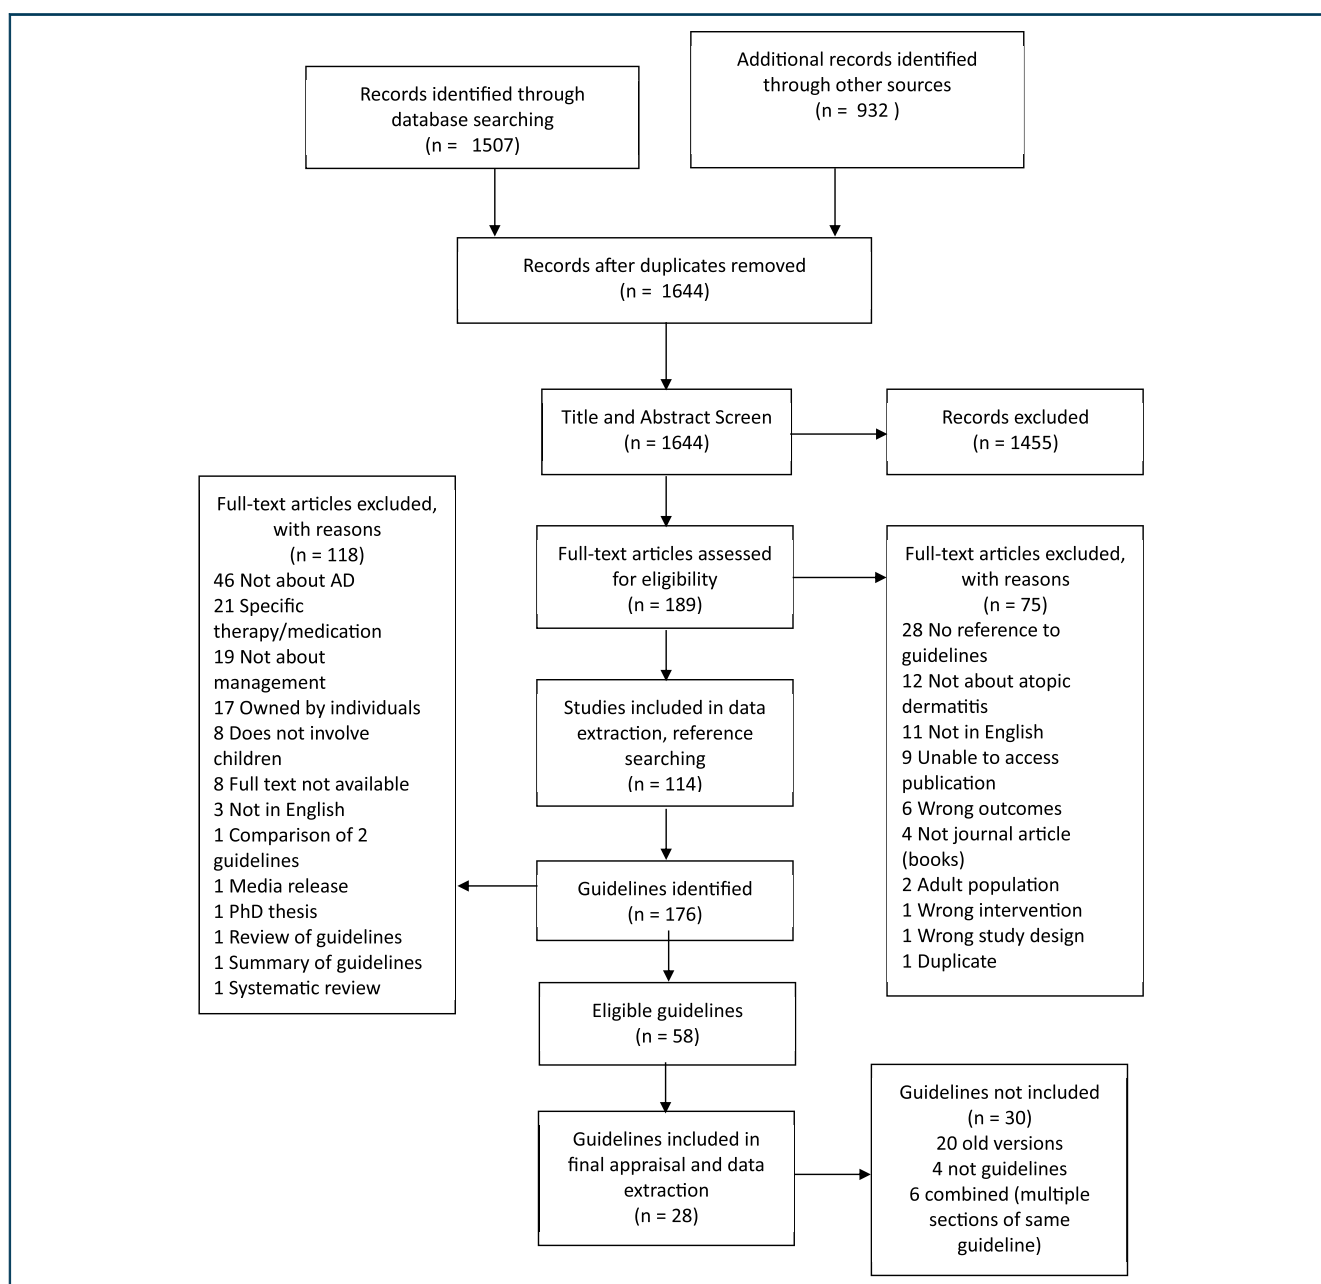 Records identified through
database searching
(n = 1507)
Additional records identified
through other sources
(n = 932 )
Records after duplicates removed
(n = 1644)
Title and Abstract Screen
(n = 1644)
Records excluded
(n = 1455)
Full-text articles excluded,
with reasons
(n = 118)
46 Not about AD
21 Specific
therapy/medication
19 Not about
management
17 Owned by individuals
8 Does not involve
children
8 Full text not available
3 Not in English
1 Comparison of 2
guidelines
1 Media release
1 PhD thesis
1 Review of guidelines
1 Summary of guidelines
1 Systematic review
Full-text articles assessed
for eligibility
(n = 189)
Full-text articles excluded,
with reasons
(n = 75)
28 No reference to
guidelines
12 Not about atopic
dermatitis
11 Not in English
9 Unable to access
publication
6 Wrong outcomes
4 Not journal article
(books)
2 Adult population
1 Wrong intervention
1 Wrong study design
1 Duplicate
Studies included in data
extraction, reference
searching
(n = 114)
Guidelines identified
(n = 176)
Eligible guidelines
(n = 58)
Guidelines included in
final appraisal and data
extraction
(n = 28)
Guidelines not included
(n = 30)
20 old versions
4 not guidelines
6 combined (multiple
sections of same
guideline)